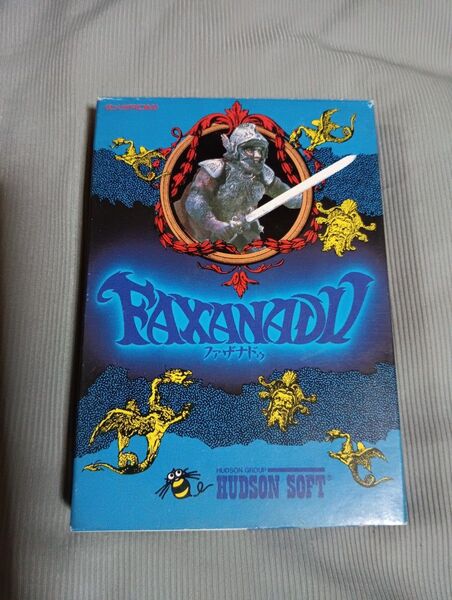 FAXANADU
ファザナドゥ
HUDSON GROUP
HUDSON SOFT®